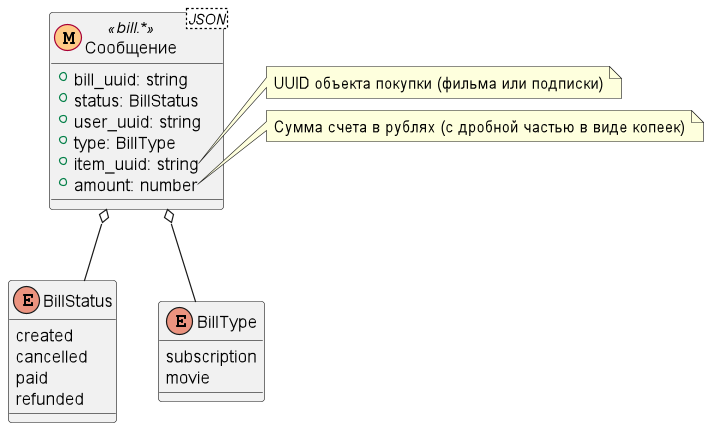 JSON
«bill.*»
M
Сообщение
bill_uuid: string
status: BillStatus
user_uuid: string
type: BillType
item_uuid: string
amount: number
UUID объекта покупки (фильма или подписки)
Сумма счета в рублях (с дробной частью в виде копеек)
E BillStatus
created
cancelled
paid
refunded
E BillType
subscription
movie